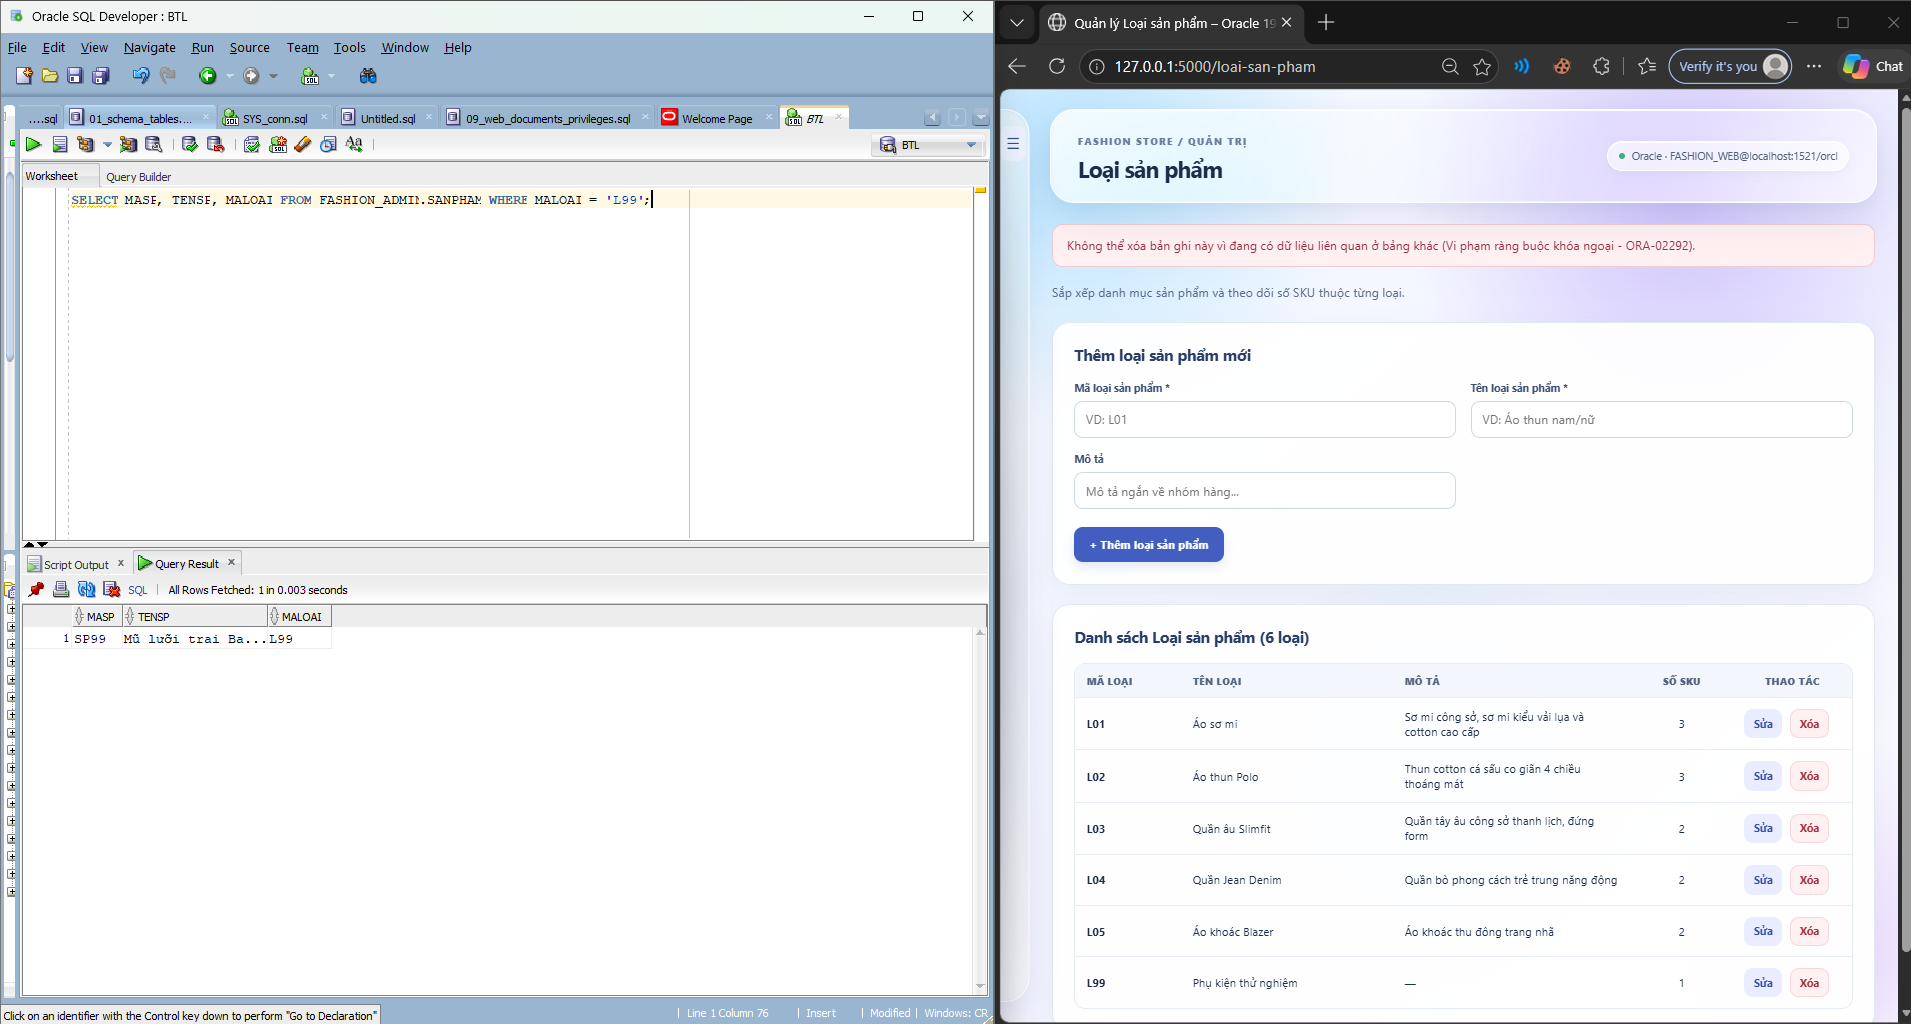 Oracle SQL Developer : BTL
File Edit View Navigate Run Source Team Tools Window Help
....sql 01_schema_tables.... SYS_conn.sql Untitled.sql 09_web_documents_privileges.sql Welcome Page BTL
BTL
Worksheet Query Builder
SELECT MASP, TENSP, MALOAI FROM FASHION_ADMIN.SANPHAM WHERE MALOAI = 'L99';
Script Output Query Result
SQL All Rows Fetched: 1 in 0.003 seconds
MASP TENSP MALOAI
1 SP99 Mũ lưỡi trai Ba...L99
Click on an identifier with the Control key down to perform "Go to Declaration"
Line 1 Column 76 Insert Modified Windows: CR
Quản lý Loại sản phẩm – Oracle 19
127.0.0.1:5000/loai-san-pham
Verify it's you
Chat
FASHION STORE / QUẢN TRỊ
Loại sản phẩm
Oracle · FASHION_WEB@localhost:1521/orcl
Không thể xóa bản ghi này vì đang có dữ liệu liên quan ở bảng khác (Vi phạm ràng buộc khóa ngoại - ORA-02292).
Sắp xếp danh mục sản phẩm và theo dõi số SKU thuộc từng loại.
Thêm loại sản phẩm mới
Mã loại sản phẩm * Tên loại sản phẩm *
VD: L01 VD: Áo thun nam/nữ
Mô tả
Mô tả ngắn về nhóm hàng...
+ Thêm loại sản phẩm
Danh sách Loại sản phẩm (6 loại)
MÃ LOẠI TÊN LOẠI MÔ TẢ SỐ SKU THAO TÁC
L01 Áo sơ mi Sơ mi công sở, sơ mi kiểu vải lụa và
cotton cao cấp 3 Sửa Xóa
L02 Áo thun Polo Thun cotton cá sấu co giãn 4 chiều
thoáng mát 3 Sửa Xóa
L03 Quần âu Slimfit Quần tây âu công sở thanh lịch, đứng
form 2 Sửa Xóa
L04 Quần Jean Denim Quần bò phong cách trẻ trung năng động 2 Sửa Xóa
L05 Áo khoác Blazer Áo khoác thu đông trang nhã 2 Sửa Xóa
L99 Phụ kiện thử nghiệm — 1 Sửa Xóa